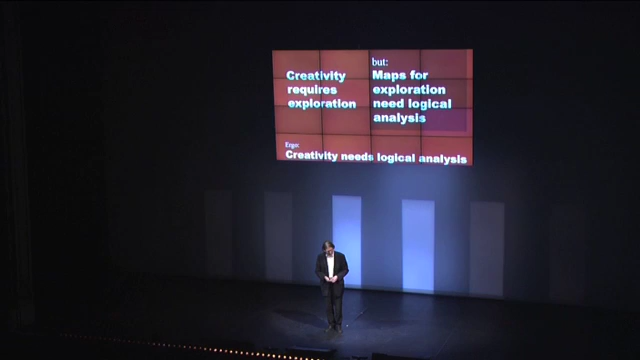 Creativity
requires
exploration
but:
Maps for
exploration
need logical
analysis
Ergo:
Creativity needs logical analysis